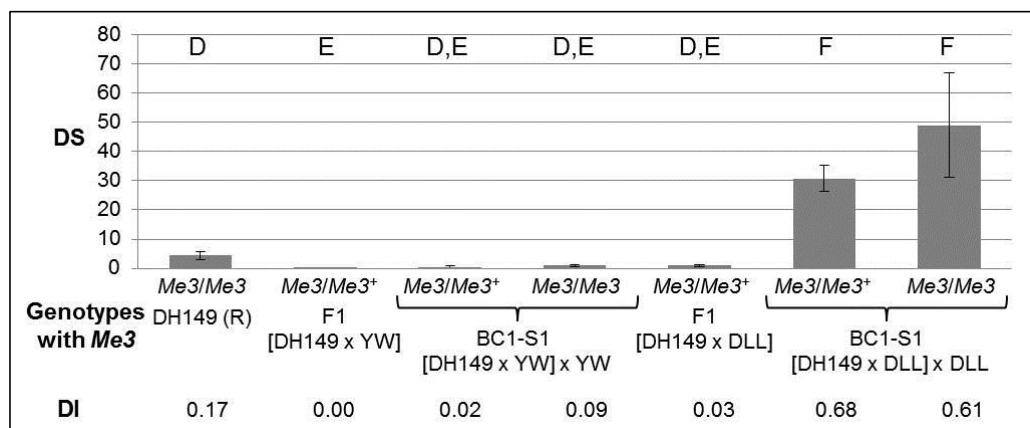 80 D E D,E D,E D,E F F
70
60
50
DS
40
30
20
10
0
Me3/Me3 Me3/Me3⁺ Me3/Me3⁺ Me3/Me3 Me3/Me3⁺ Me3/Me3⁺ Me3/Me3
Genotypes with Me3
DH149 (R)
F1
[DH149 x YW]
BC1-S1
[DH149 x YW] x YW
F1
[DH149 x DLL]
BC1-S1
[DH149 x DLL] x DLL
DI 0.17 0.00 0.02 0.09 0.03 0.68 0.61